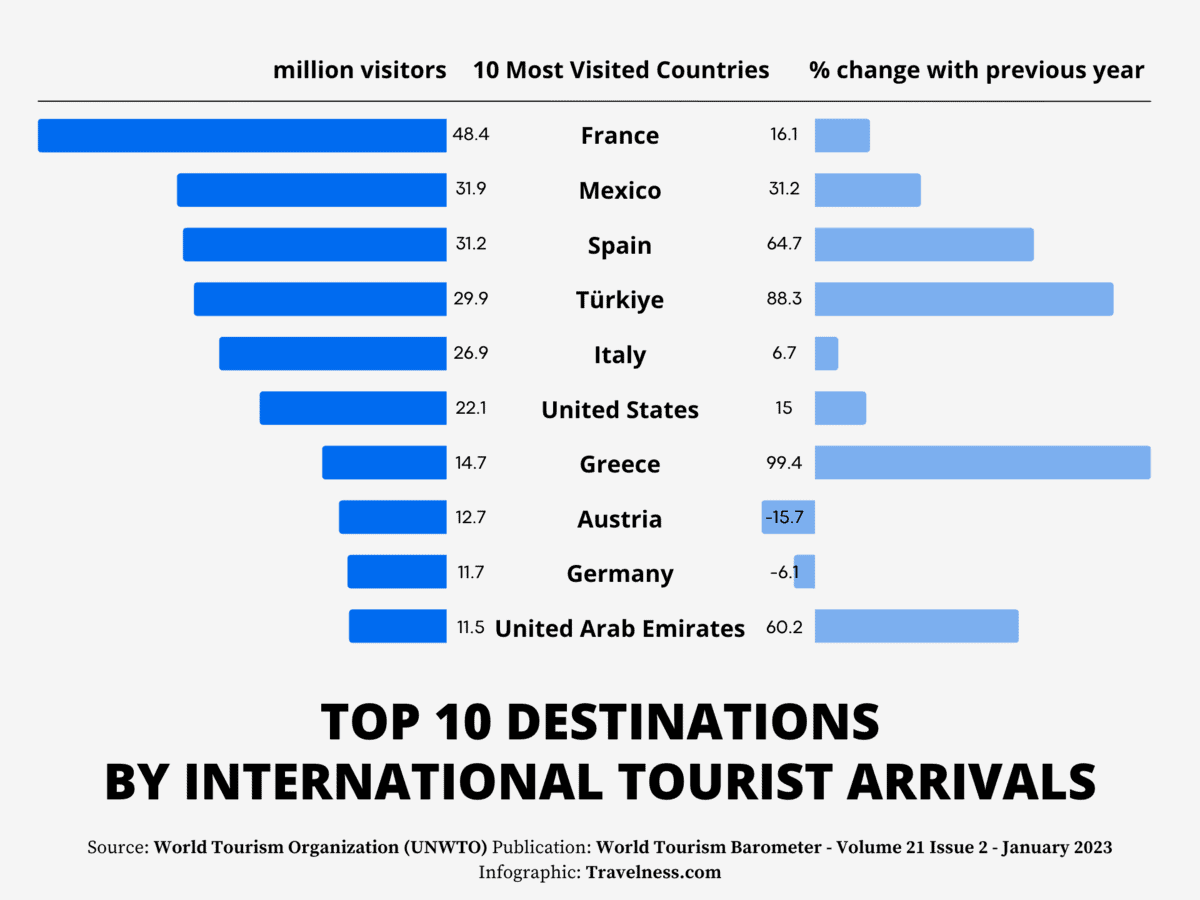 million visitors 10 Most Visited Countries % change with previous year
48.4 France 16.1
31.9 Mexico 31.2
31.2 Spain 64.7
29.9 Türkiye 88.3
26.9 Italy 6.7
22.1 United States 15
14.7 Greece 99.4
12.7 Austria -15.7
11.7 Germany -6.1
11.5 United Arab Emirates 60.2
TOP 10 DESTINATIONS
BY INTERNATIONAL TOURIST ARRIVALS
Source: World Tourism Organization (UNWTO) Publication: World Tourism Barometer - Volume 21 Issue 2 - January 2023
Infographic: Travelness.com